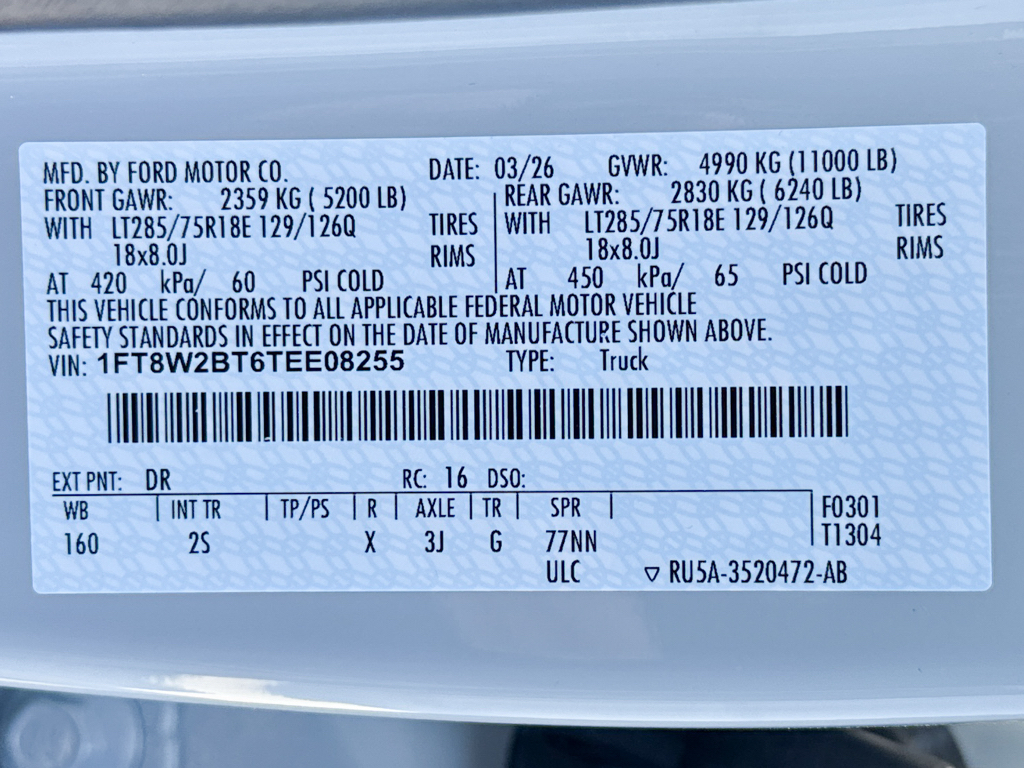 MFD. BY FORD MOTOR CO. DATE: 03/26 GVWR: 4990 KG (11000 LB)
FRONT GAWR: 2359 KG ( 5200 LB) REAR GAWR: 2830 KG ( 6240 LB)
WITH LT285/75R18E 129/126Q TIRES WITH LT285/75R18E 129/126Q TIRES
18x8.0J RIMS 18x8.0J RIMS
AT 420 kPa/ 60 PSI COLD AT 450 kPa/ 65 PSI COLD
THIS VEHICLE CONFORMS TO ALL APPLICABLE FEDERAL MOTOR VEHICLE
SAFETY STANDARDS IN EFFECT ON THE DATE OF MANUFACTURE SHOWN ABOVE.
VIN: 1FT8W2BT6TEE08255 TYPE: Truck
EXT PNT: DR RC: 16 DSO:
WB INT TR TP/PS R AXLE TR SPR F0301
160 2S X 3J G 77NN T1304
ULC ▽ RU5A-3520472-AB